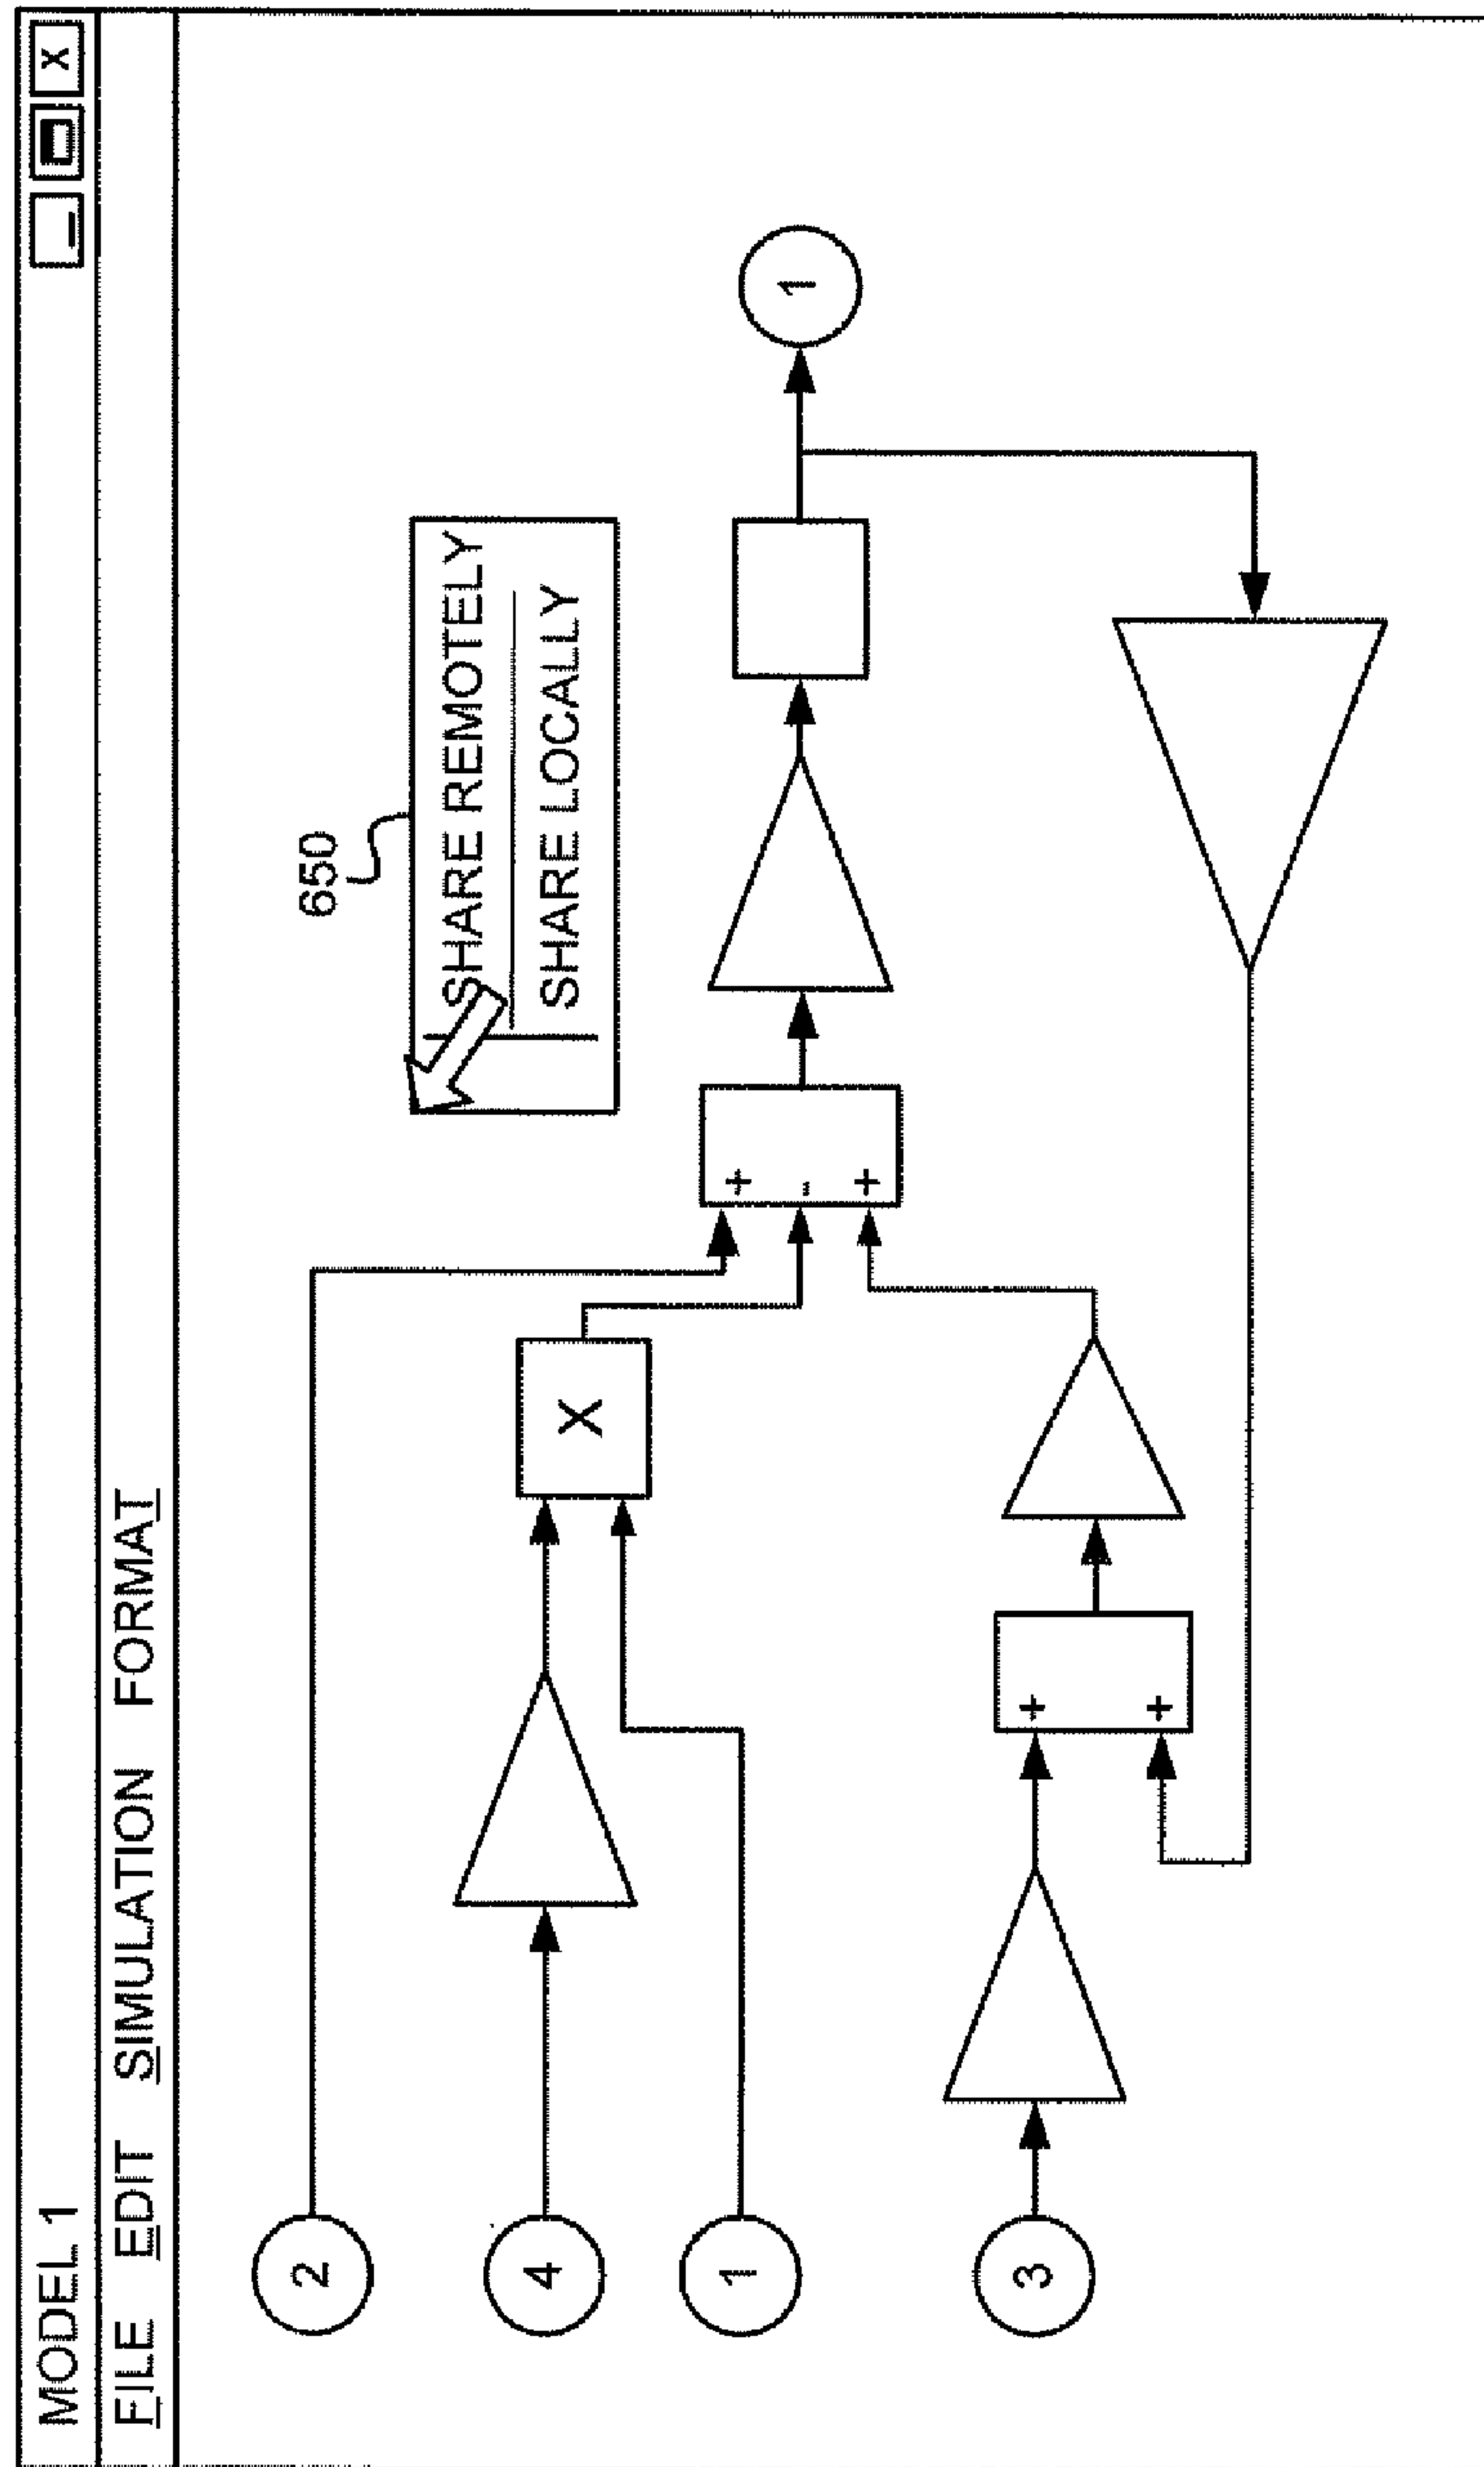 MODEL 1
_ X
FILE EDIT SIMULATION FORMAT
650
SHARE REMOTELY
SHARE LOCALLY
2
4
1
3
X
+
-
+
+
+
1